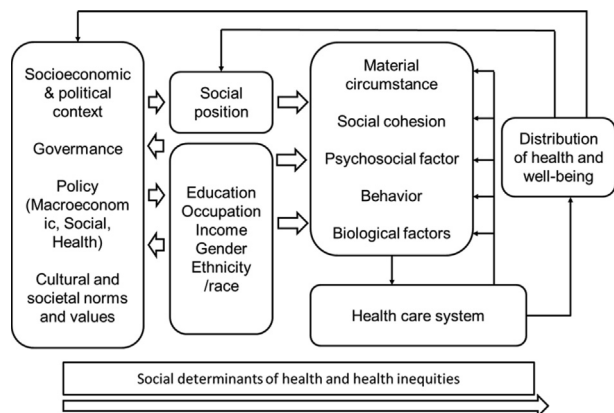 Socioeconomic
& political
context
Governance
Policy
(Macroeconom
ic, Social,
Health)
Cultural and
societal norms
and values
Social
position
Education
Occupation
Income
Gender
Ethnicity
/race
Material
circumstance
Social cohesion
Psychosocial factor
Behavior
Biological factors
Distribution
of health and
well-being
Health care system
Social determinants of health and health inequities